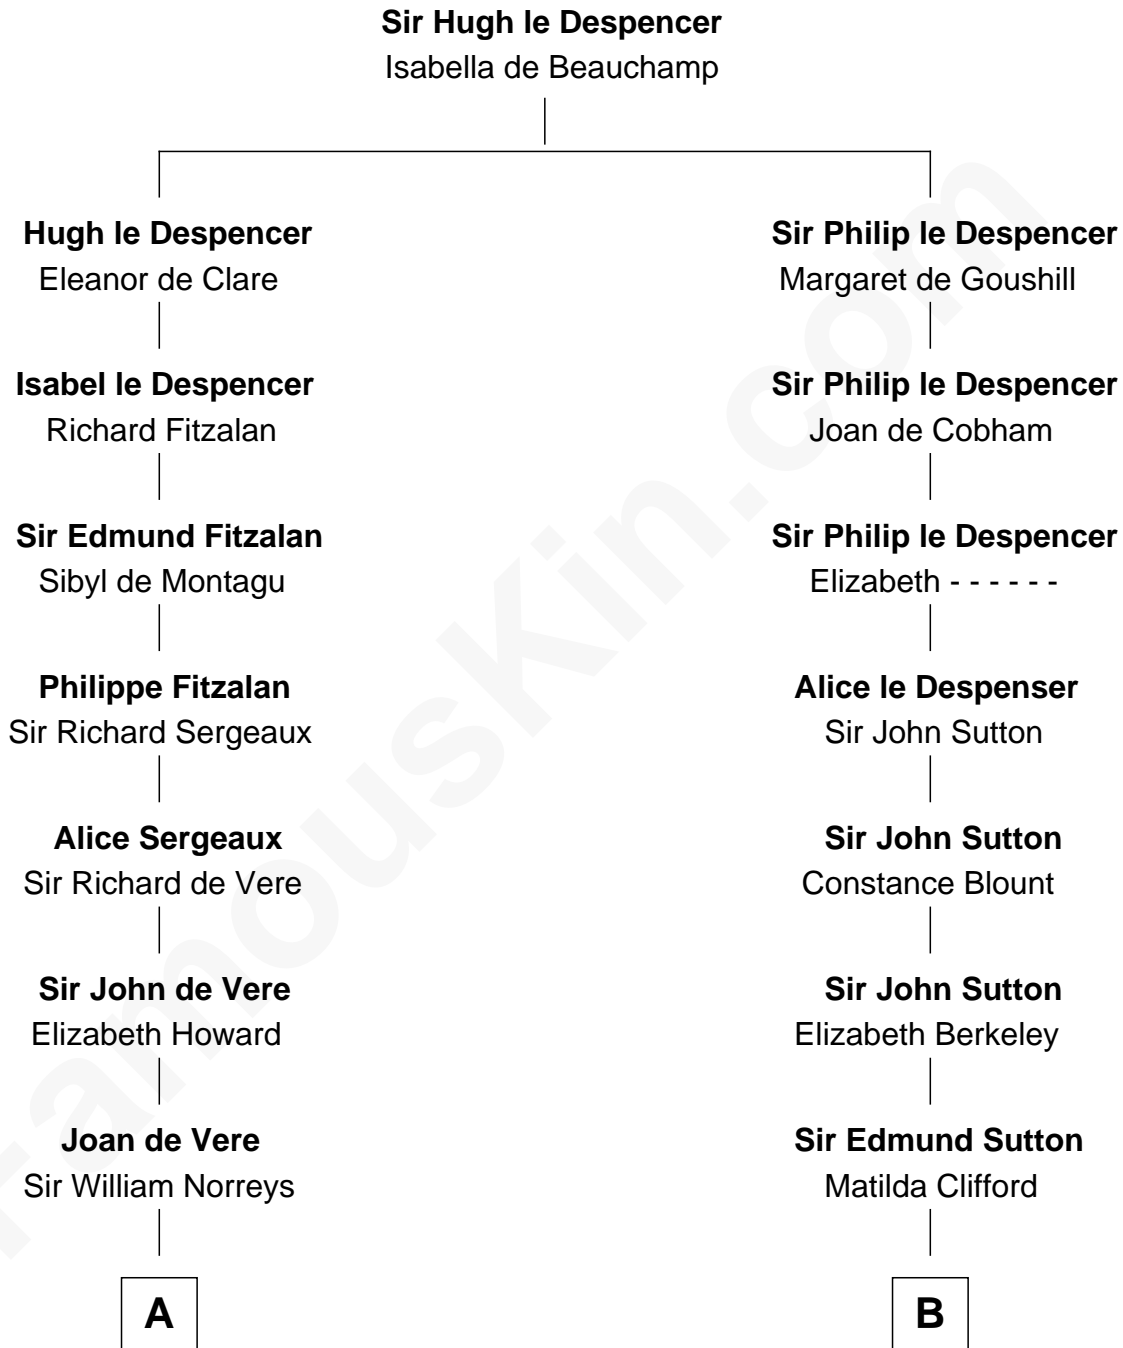 Sir Hugh le Despencer
Isabella de Beauchamp
Hugh le Despencer
Eleanor de Clare
Sir Philip le Despencer
Margaret de Goushill
Isabel le Despencer
Richard Fitzalan
Sir Philip le Despencer
Joan de Cobham
Sir Edmund Fitzalan
Sibyl de Montagu
Sir Philip le Despencer
Elizabeth - - - - - -
Philippe Fitzalan
Sir Richard Sergeaux
Alice le Despenser
Sir John Sutton
Alice Sergeaux
Sir Richard de Vere
Sir John Sutton
Constance Blount
Sir John de Vere
Elizabeth Howard
Sir John Sutton
Elizabeth Berkeley
Joan de Vere
Sir William Norreys
Sir Edmund Sutton
Matilda Clifford
A
B
FamousKin.com